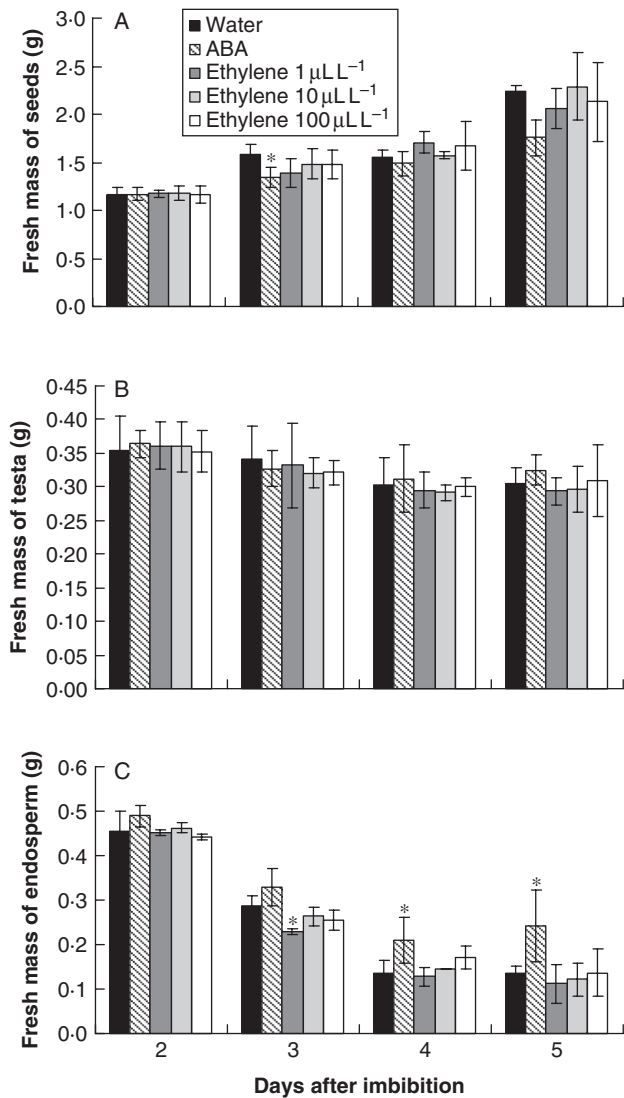 A
Water
ABA
Ethylene 1 µL L−1
Ethylene 10 µL L−1
Ethylene 100 µL L−1
Fresh mass of seeds (g)
3·0
2·5
2·0
1·5
1·0
0·5
0·0
*
B
Fresh mass of testa (g)
0·45
0·40
0·35
0·30
0·25
0·20
0·15
0·10
0·05
0·00
C
Fresh mass of endosperm (g)
0·6
0·5
0·4
0·3
0·2
0·1
0·0
* * *
2 3 4 5
Days after imbibition